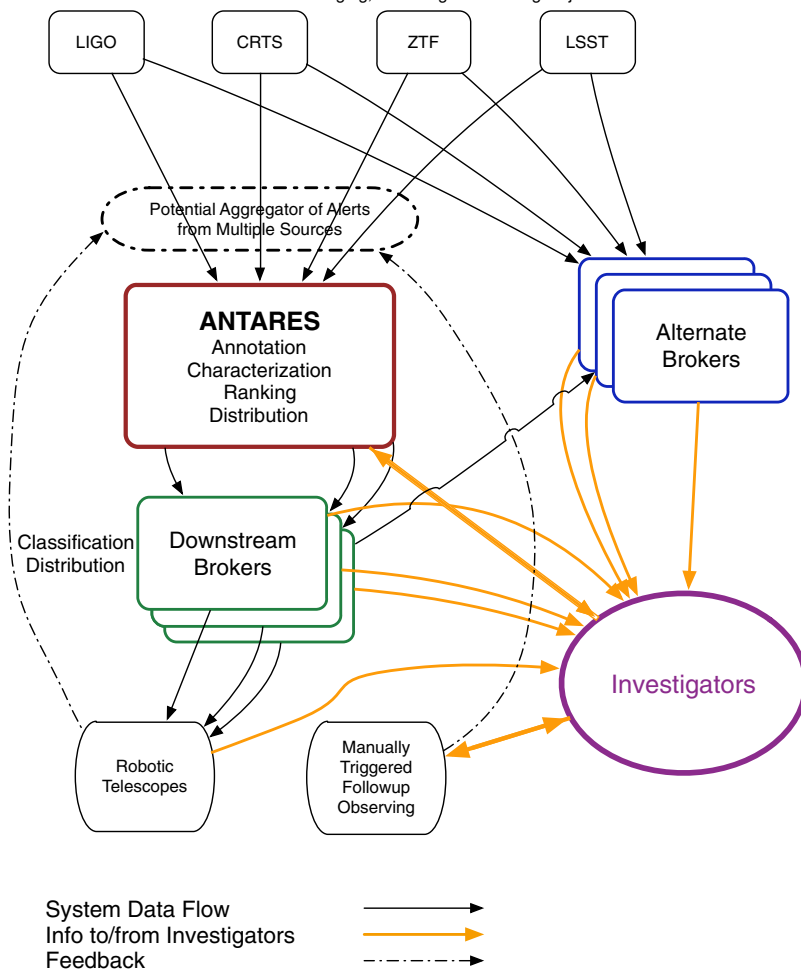 LIGO
CRTS
ZTF
LSST
Potential Aggregator of Alerts
from Multiple Sources
ANTARES
Annotation
Characterization
Ranking
Distribution
Alternate
Brokers
Classification
Distribution
Downstream
Brokers
Investigators
Robotic
Telescopes
Manually
Triggered
Followup
Observing
System Data Flow
Info to/from Investigators
Feedback